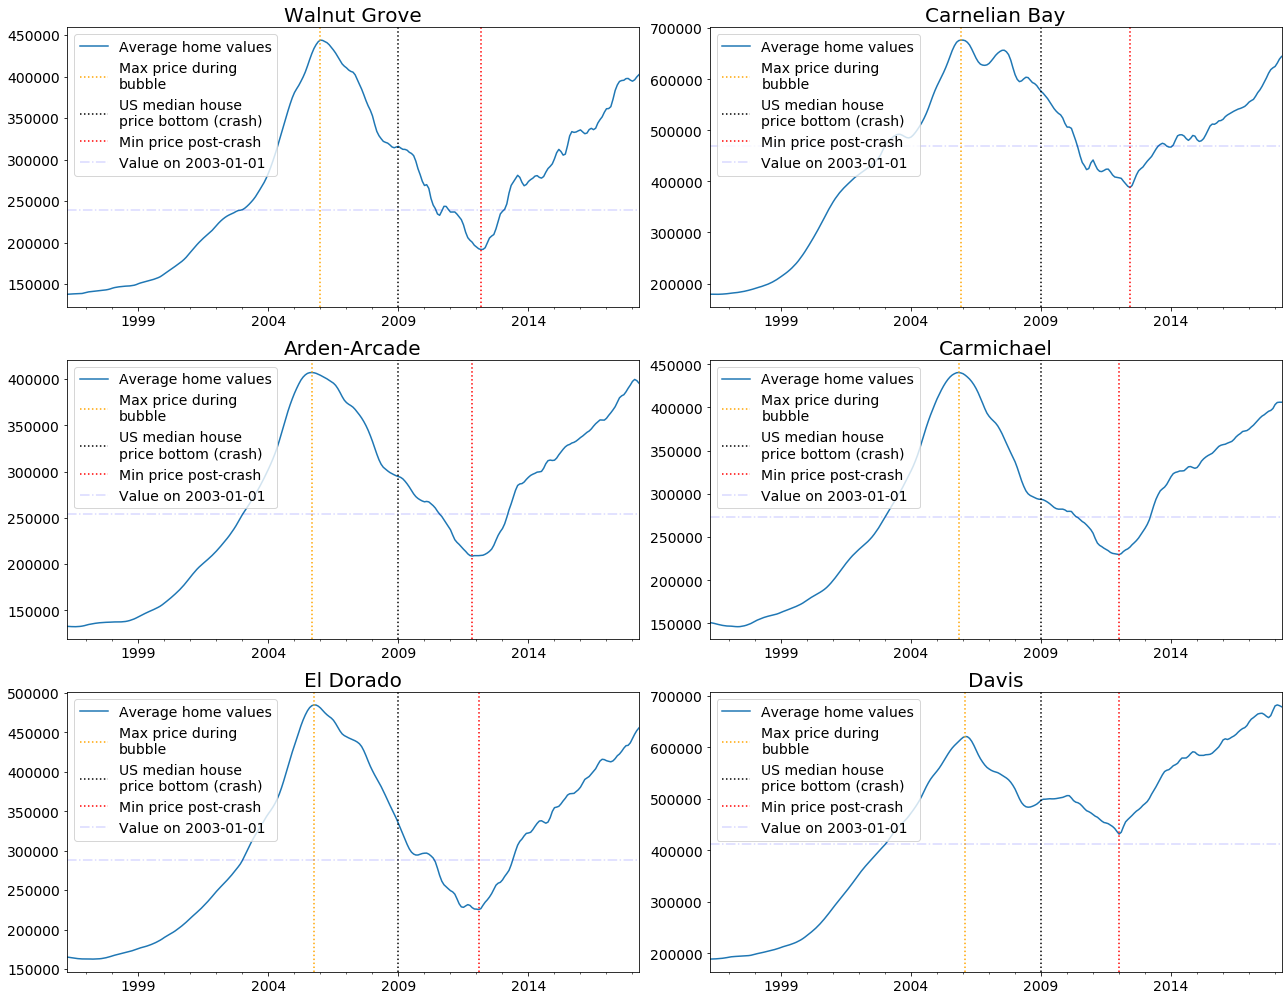 Walnut Grove
450000
400000
350000
300000
250000
200000
150000
Average home values
Max price during
bubble
US median house
price bottom (crash)
Min price post-crash
Value on 2003-01-01
1999
2004
2009
2014
Carnelian Bay
700000
600000
500000
400000
300000
200000
Average home values
Max price during
bubble
US median house
price bottom (crash)
Min price post-crash
Value on 2003-01-01
1999
2004
2009
2014
Arden-Arcade
400000
350000
300000
250000
200000
150000
Average home values
Max price during
bubble
US median house
price bottom (crash)
Min price post-crash
Value on 2003-01-01
1999
2004
2009
2014
Carmichael
450000
400000
350000
300000
250000
200000
150000
Average home values
Max price during
bubble
US median house
price bottom (crash)
Min price post-crash
Value on 2003-01-01
1999
2004
2009
2014
El Dorado
500000
450000
400000
350000
300000
250000
200000
150000
Average home values
Max price during
bubble
US median house
price bottom (crash)
Min price post-crash
Value on 2003-01-01
1999
2004
2009
2014
Davis
700000
600000
500000
400000
300000
200000
Average home values
Max price during
bubble
US median house
price bottom (crash)
Min price post-crash
Value on 2003-01-01
1999
2004
2009
2014